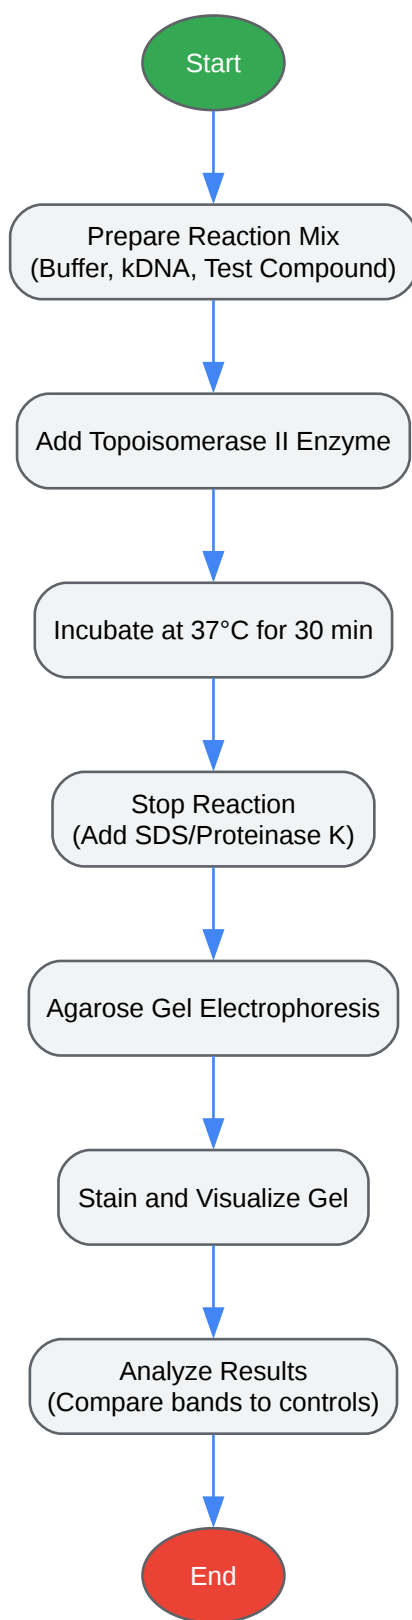 Start
Prepare Reaction Mix
(Buffer, kDNA, Test Compound)
Add Topoisomerase II Enzyme
Incubate at 37°C for 30 min
Stop Reaction
(Add SDS/Proteinase K)
Agarose Gel Electrophoresis
Stain and Visualize Gel
Analyze Results
(Compare bands to controls)
End